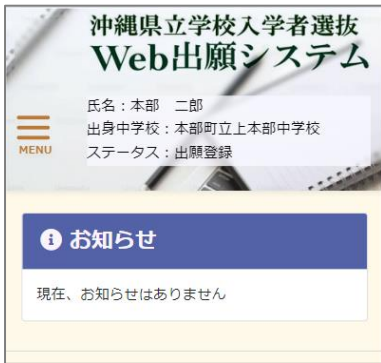 沖縄県立学校入学者選抜
Web出願システム
氏名：本部　二郎
出身中学校：本部町立上本部中学校
ステータス：出願登録
MENU
お知らせ
現在、お知らせはありません